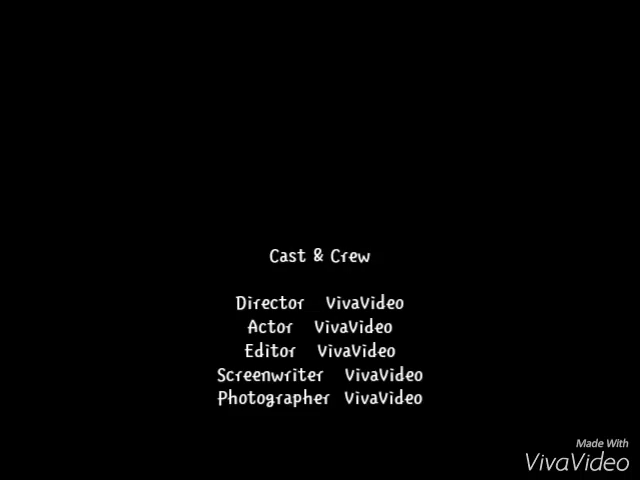 Cast & Crew
Director VivaVideo
Actor VivaVideo
Editor VivaVideo
Screenwriter VivaVideo
Photographer VivaVideo
Made With
VivaVideo